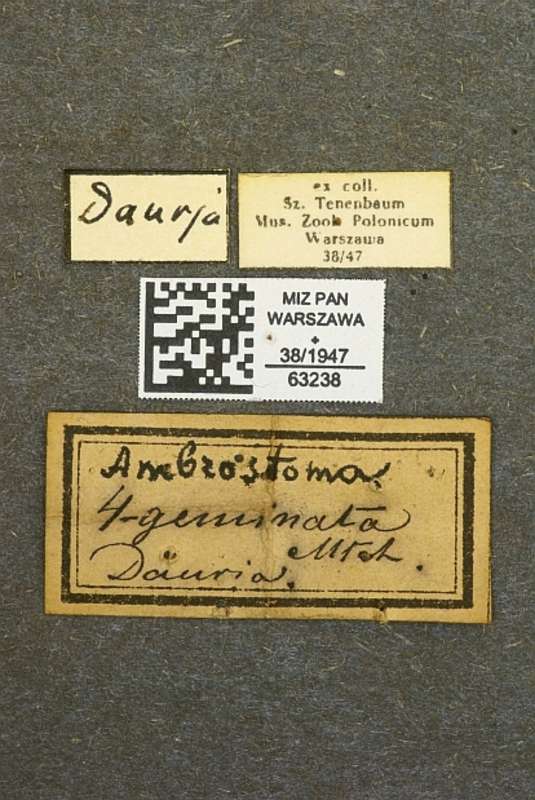 Daurja
ex coll.
Sz. Tenenbaum
Mus. Zool. Polonicum
Warszawa
38/47
MIZ PAN
WARSZAWA
+
38/1947
63238
Ambrostoma
4-geminata
Mtsch.
Dauria.